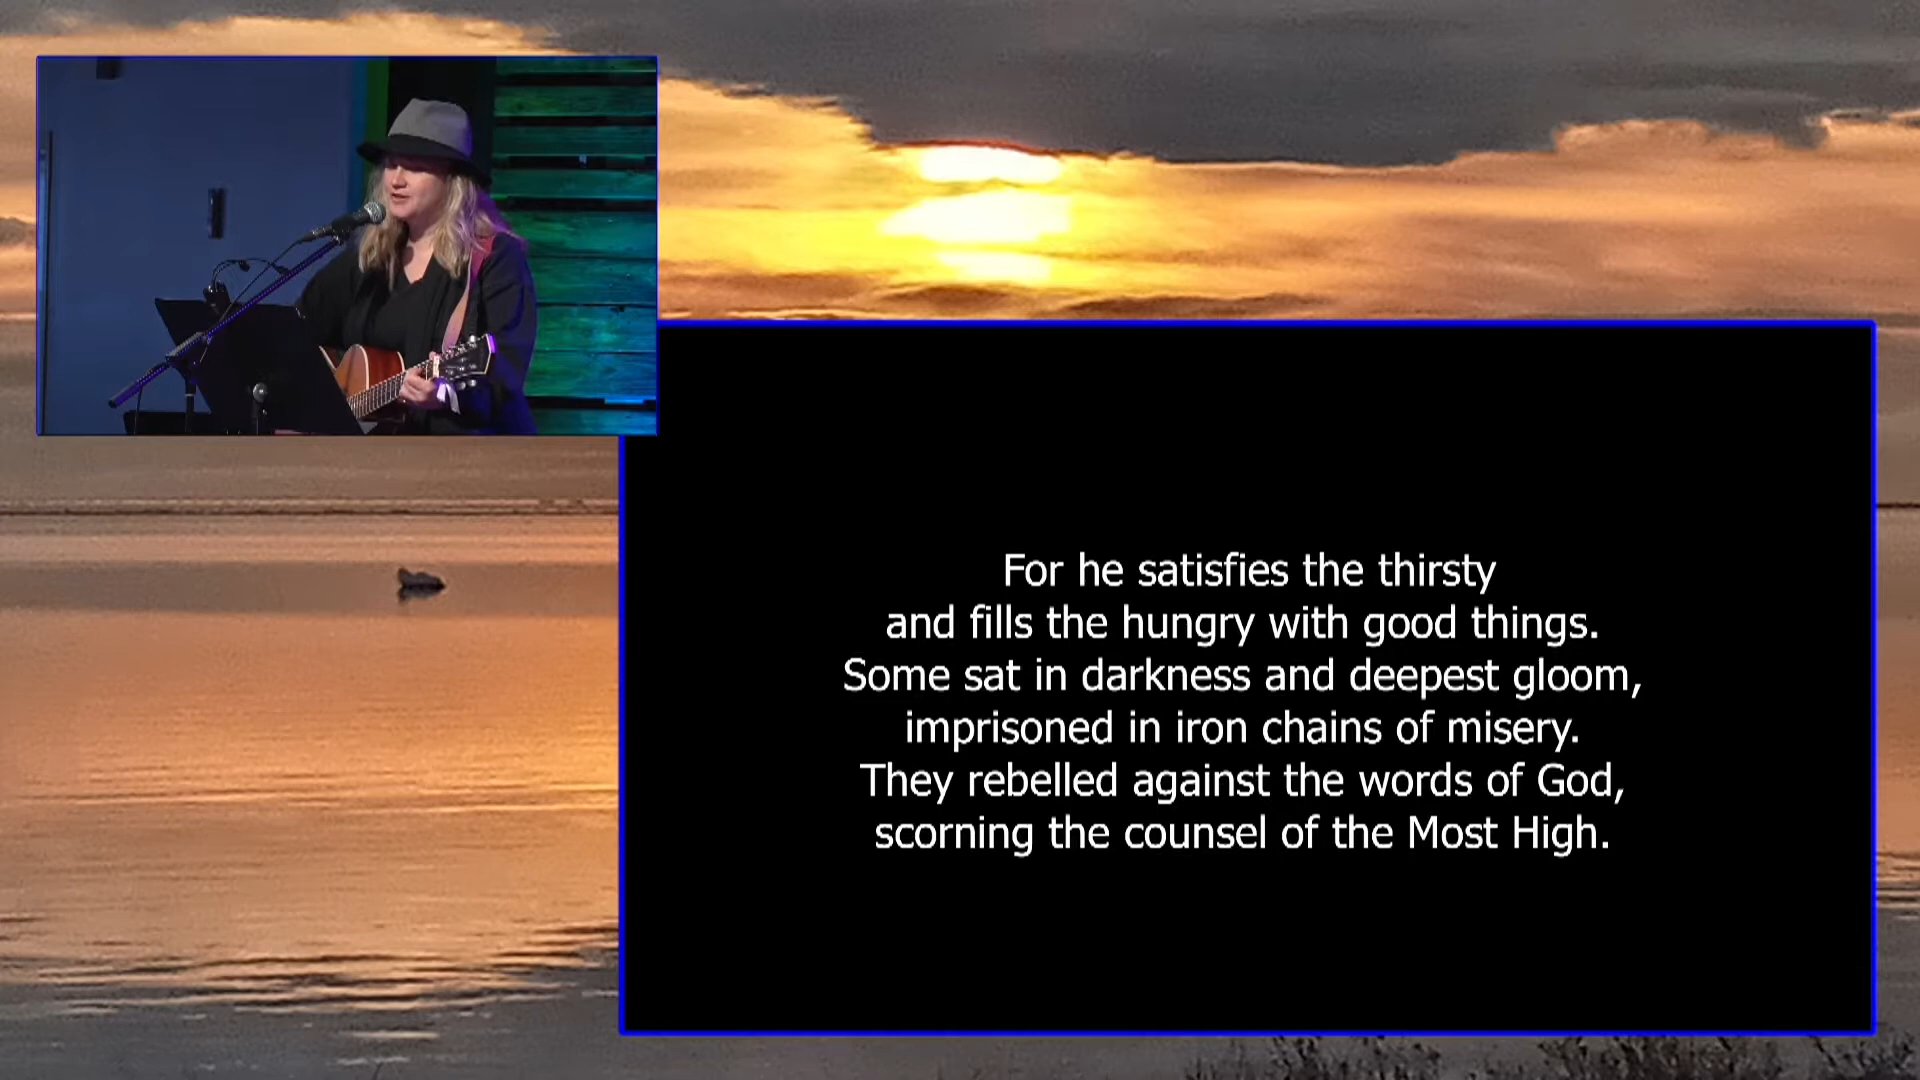 For he satisfies the thirsty
and fills the hungry with good things.
Some sat in darkness and deepest gloom,
imprisoned in iron chains of misery.
They rebelled against the words of God,
scorning the counsel of the Most High.